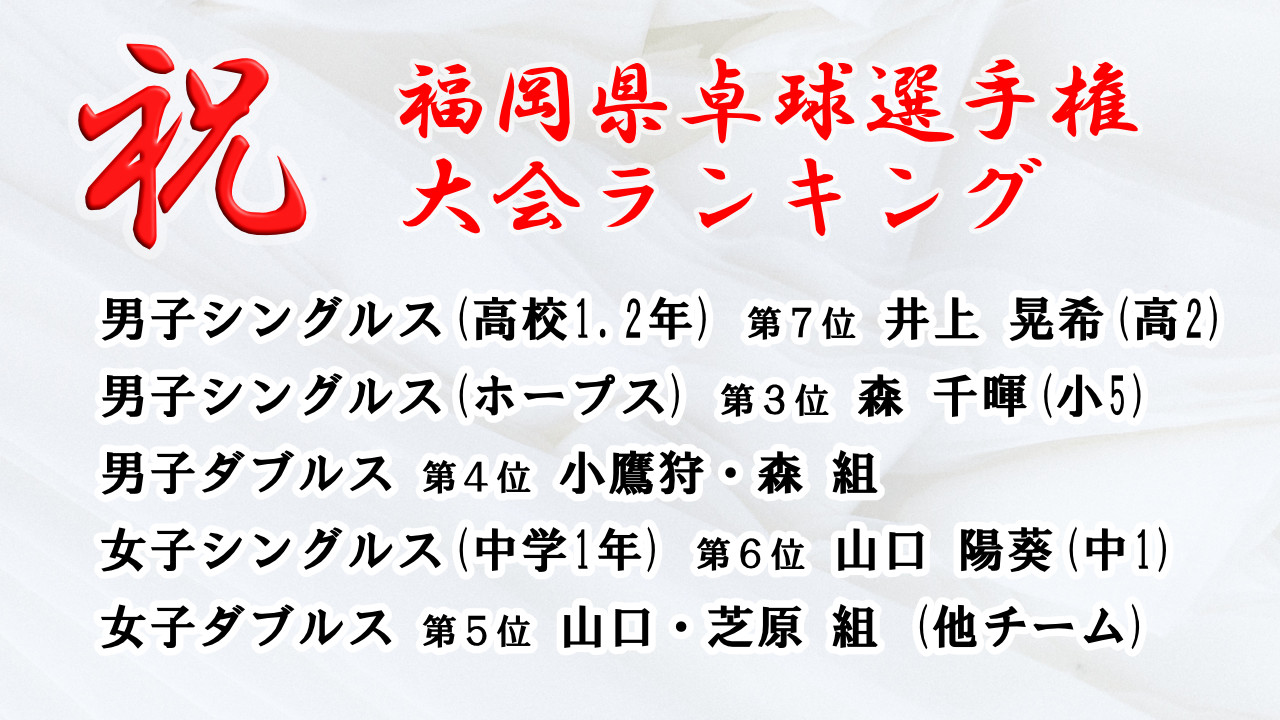 祝
福岡県卓球選手権
大会ランキング
男子シングルス(高校1.2年) 第7位 井上 晃希(高2)
男子シングルス(ホープス) 第3位 森 千暉(小5)
男子ダブルス 第4位 小鷹狩・森 組
女子シングルス(中学1年) 第6位 山口 陽葵(中1)
女子ダブルス 第5位 山口・芝原 組 (他チーム)